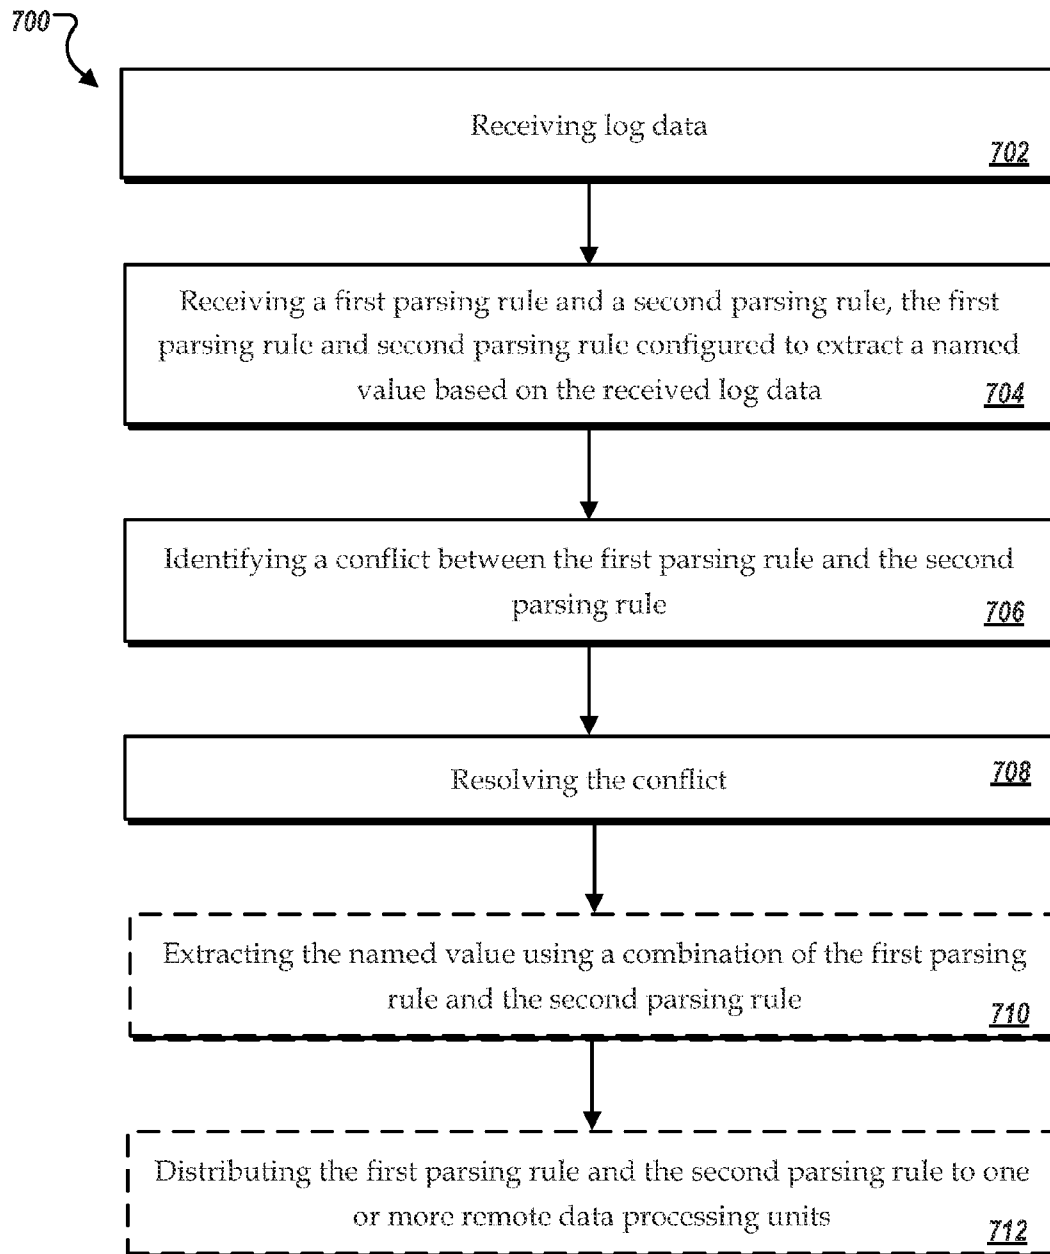 700
Receiving log data
702
Receiving a first parsing rule and a second parsing rule, the first
parsing rule and second parsing rule configured to extract a named
value based on the received log data
704
Identifying a conflict between the first parsing rule and the second
parsing rule
706
708
Resolving the conflict
Extracting the named value using a combination of the first parsing
rule and the second parsing rule
710
Distributing the first parsing rule and the second parsing rule to one
or more remote data processing units
712